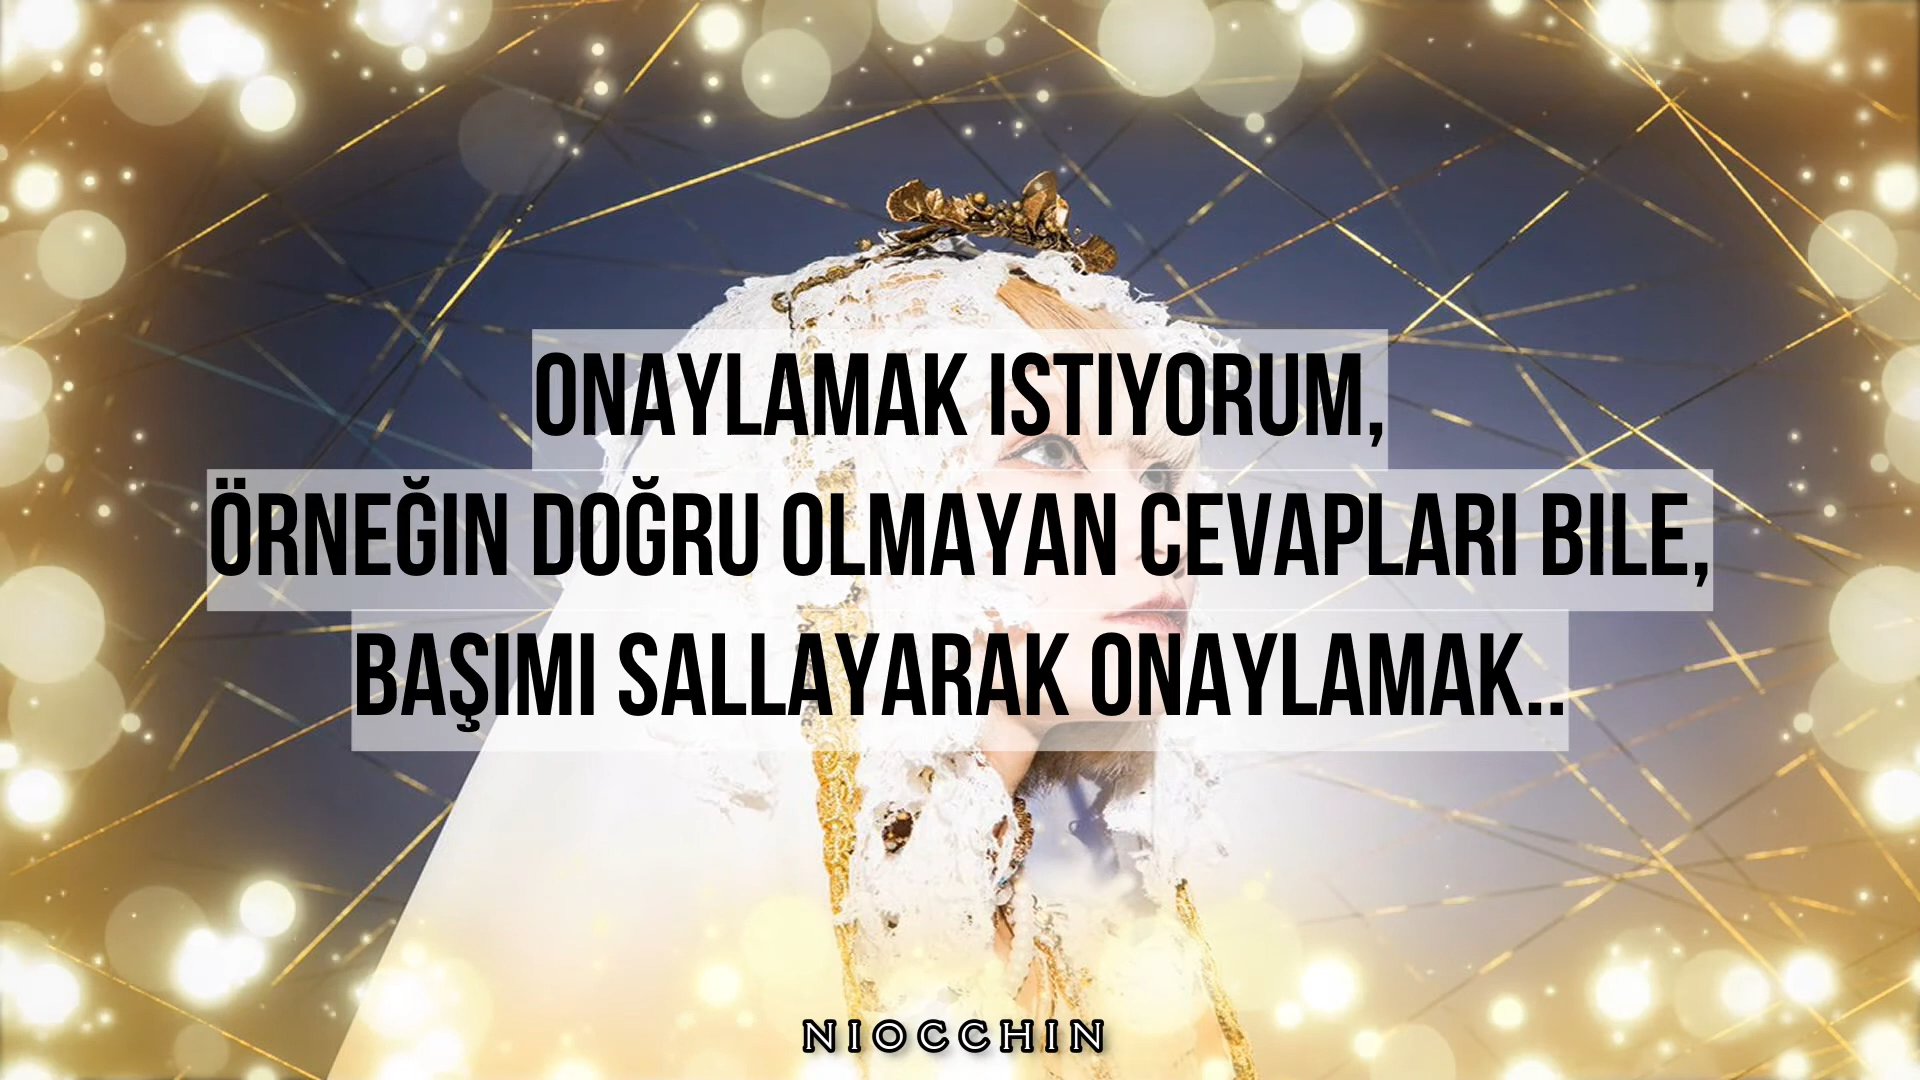 ONAYLAMAK ISTIYORUM,
ÖRNEĞIN DOĞRU OLMAYAN CEVAPLARI BILE,
BAŞIMI SALLAYARAK ONAYLAMAK..
NIOCCHIN